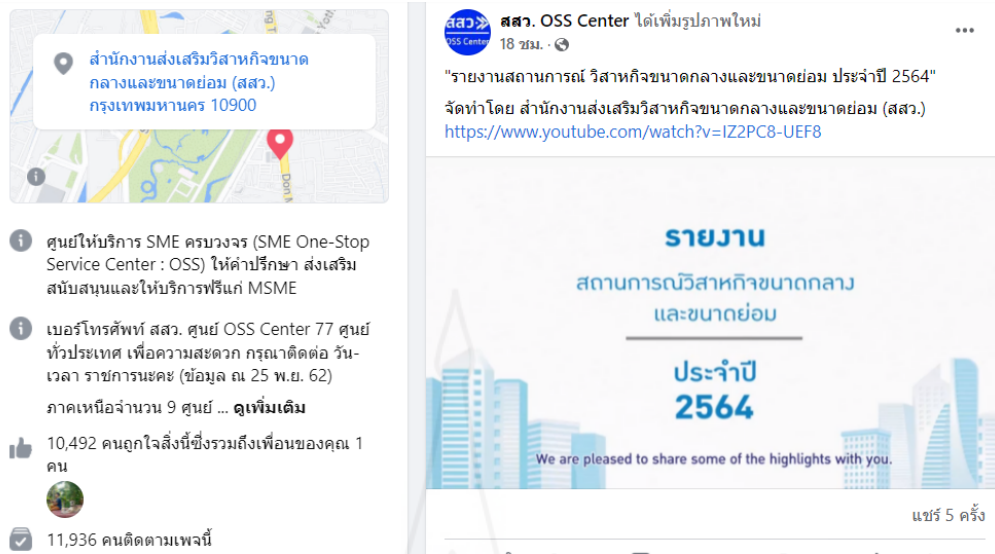 สำนักงานส่งเสริมวิสาหกิจขนาด
กลางและขนาดย่อม (สสว.)
กรุงเทพมหานคร 10900
Don M
ศูนย์ให้บริการ SME ครบวงจร (SME One-Stop
Service Center : OSS) ให้คำปรึกษา ส่งเสริม
สนับสนุนและให้บริการฟรีแก่ MSME
เบอร์โทรศัพท์ สสว. ศูนย์ OSS Center 77 ศูนย์
ทั่วประเทศ เพื่อความสะดวก กรุณาติดต่อ วัน-
เวลา ราชการนะคะ (ข้อมูล ณ 25 พ.ย. 62)
ภาคเหนือจำนวน 9 ศูนย์ ... ดูเพิ่มเติม
10,492 คนถูกใจสิ่งนี้ซึ่งรวมถึงเพื่อนของคุณ 1
คน
11,936 คนติดตามเพจนี้
สสว
OSS Center
สสว. OSS Center ได้เพิ่มรูปภาพใหม่
18 ชม. ·
"รายงานสถานการณ์ วิสาหกิจขนาดกลางและขนาดย่อม ประจำปี 2564"
จัดทำโดย สำนักงานส่งเสริมวิสาหกิจขนาดกลางและขนาดย่อม (สสว.)
https://www.youtube.com/watch?v=IZ2PC8-UEF8
รายงาน
สถานการณ์วิสาหกิจขนาดกลาง
และขนาดย่อม
ประจำปี
2564
We are pleased to share some of the highlights with you.
แชร์ 5 ครั้ง